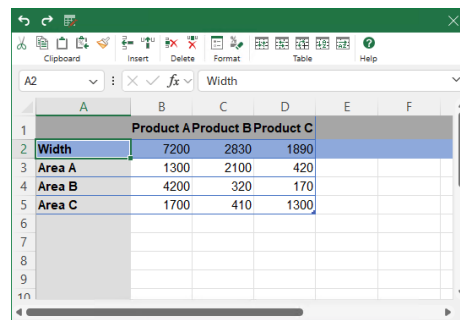 Clipboard Insert Delete Format Table Help
A2 fx Width
A B C D E F
1 Product A Product B Product C
2 Width 7200 2830 1890
3 Area A 1300 2100 420
4 Area B 4200 320 170
5 Area C 1700 410 1300
6
7
8
9
10